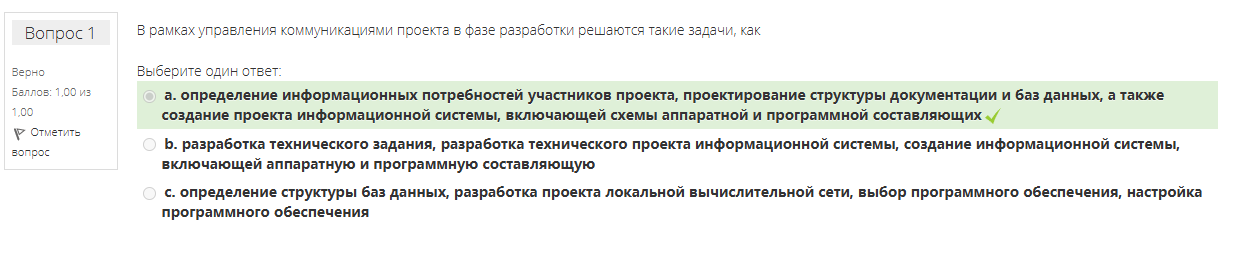 Вопрос 1
Верно
Баллов: 1,00 из
1,00
Отметить
вопрос
В рамках управления коммуникациями проекта в фазе разработки решаются такие задачи, как
Выберите один ответ:
a. определение информационных потребностей участников проекта, проектирование структуры документации и баз данных, а также
создание проекта информационной системы, включающей схемы аппаратной и программной составляющих
b. разработка технического задания, разработка технического проекта информационной системы, создание информационной системы,
включающей аппаратную и программную составляющую
c. определение структуры баз данных, разработка проекта локальной вычислительной сети, выбор программного обеспечения, настройка
программного обеспечения